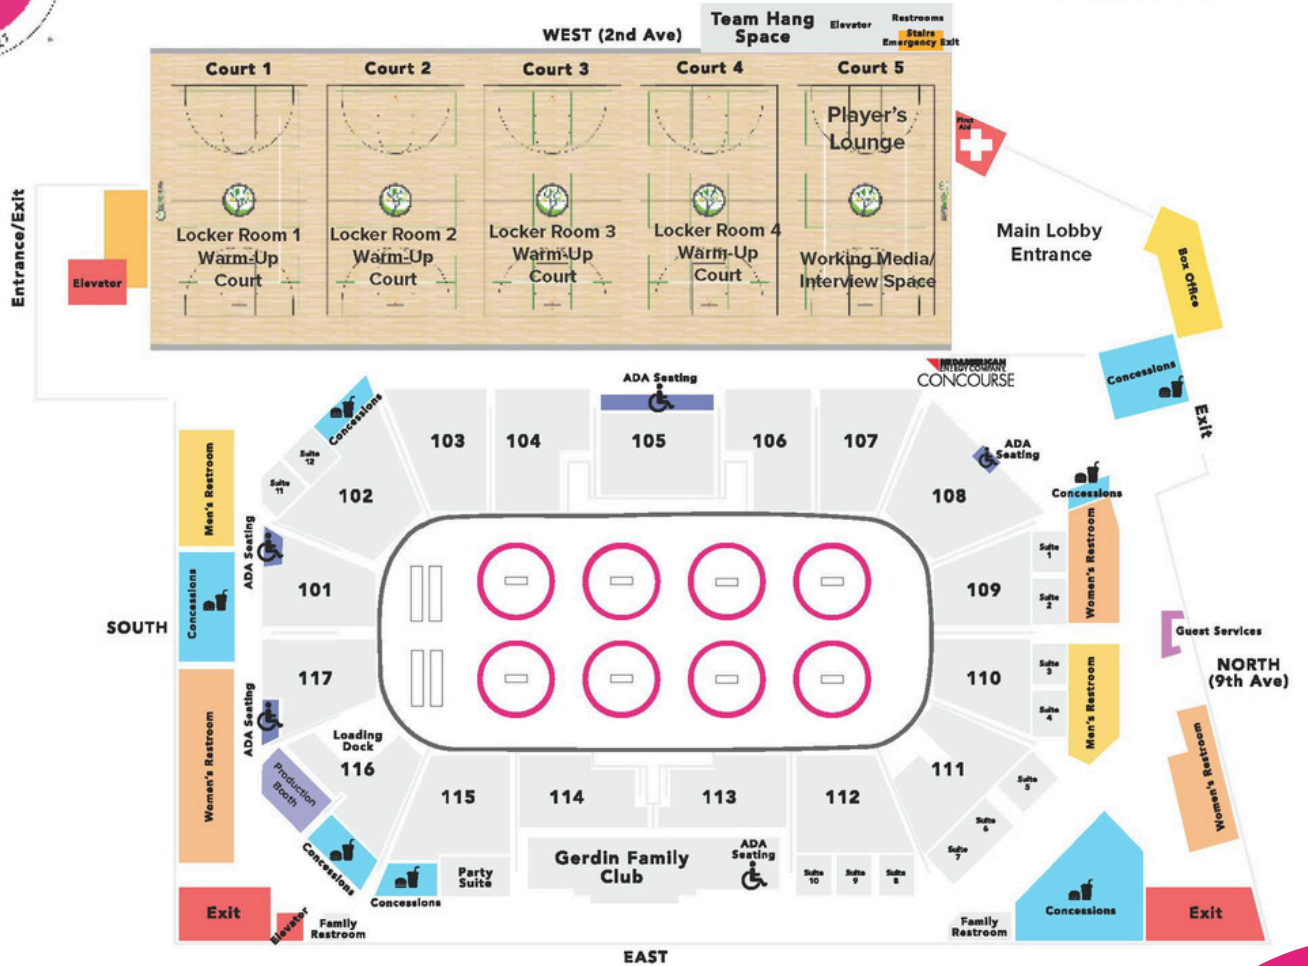 WEST (2nd Ave)
Team Hang
Space
Elevator
Restrooms
Stairs
Emergency Exit
Court 1
Court 2
Court 3
Court 4
Court 5
Player's
Lounge
First
Aid
Locker Room 1
Warm-Up
Court
Locker Room 2
Warm-Up
Court
Locker Room 3
Warm-Up
Court
Locker Room 4
Warm-Up
Court
Working Media/
Interview Space
Entrance/Exit
Elevator
Main Lobby
Entrance
Box Office
Concessions
Exit
MIDAMERICAN
ENERGY COMPANY
CONCOURSE
ADA Seating
Concessions
103
104
105
106
107
ADA
Seating
108
Concessions
Suite
12
Suite
11
102
Men's Restroom
ADA Seating
101
Concessions
SOUTH
117
ADA Seating
Women's Restroom
109
Suite
1
Suite
2
Women's Restroom
110
Suite
3
Suite
4
Men's Restroom
Guest Services
NORTH
(9th Ave)
Women's Restroom
Loading
Dock
116
Production
Booth
115
114
113
112
111
Suite
5
Suite
6
Suite
7
Concessions
Concessions
Party
Suite
Gerdin Family
Club
ADA
Seating
Suite
10
Suite
9
Suite
8
Exit
Elevator
Family
Restroom
Family
Restroom
Concessions
Exit
EAST